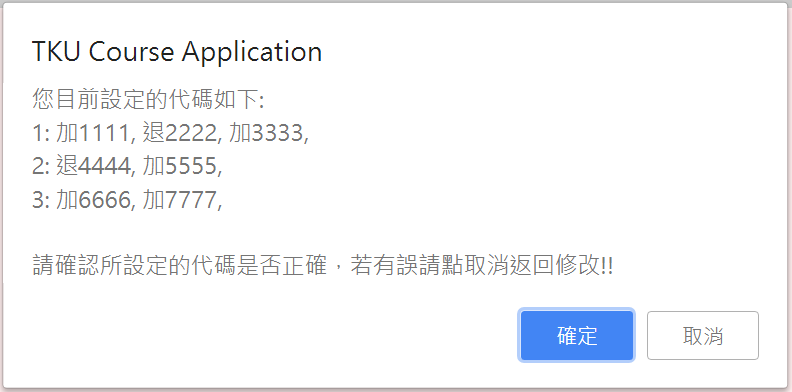 TKU Course Application
您目前設定的代碼如下:
1: 加1111, 退2222, 加3333,
2: 退4444, 加5555,
3: 加6666, 加7777,
請確認所設定的代碼是否正確，若有誤請點取消返回修改!!
確定
取消